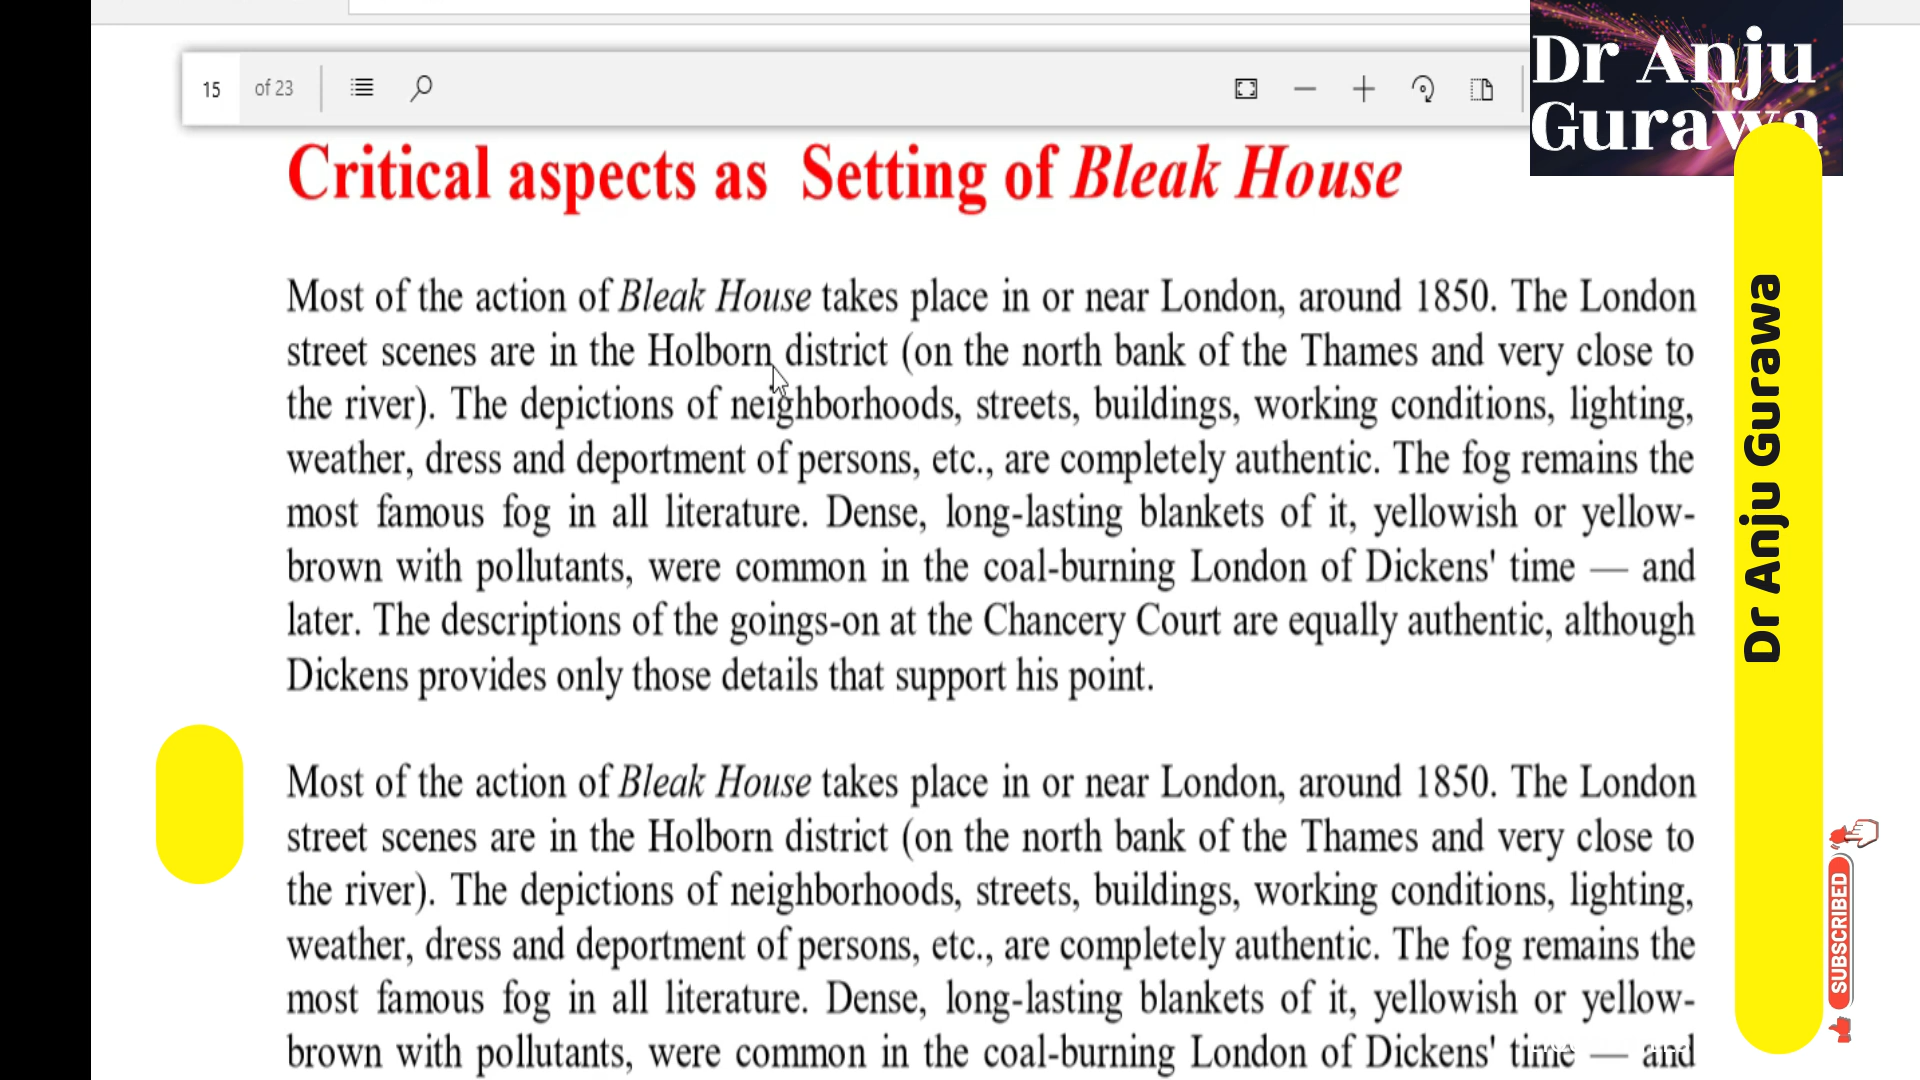 15 of 23
Dr Anju
Gurawa
Critical aspects as Setting of Bleak House
Most of the action of Bleak House takes place in or near London, around 1850. The London
street scenes are in the Holborn district (on the north bank of the Thames and very close to
the river). The depictions of neighborhoods, streets, buildings, working conditions, lighting,
weather, dress and deportment of persons, etc., are completely authentic. The fog remains the
most famous fog in all literature. Dense, long-lasting blankets of it, yellowish or yellow-
brown with pollutants, were common in the coal-burning London of Dickens' time — and
later. The descriptions of the goings-on at the Chancery Court are equally authentic, although
Dickens provides only those details that support his point.
Most of the action of Bleak House takes place in or near London, around 1850. The London
street scenes are in the Holborn district (on the north bank of the Thames and very close to
the river). The depictions of neighborhoods, streets, buildings, working conditions, lighting,
weather, dress and deportment of persons, etc., are completely authentic. The fog remains the
most famous fog in all literature. Dense, long-lasting blankets of it, yellowish or yellow-
brown with pollutants, were common in the coal-burning London of Dickens' time — and
Dr Anju Gurawa
SUBSCRIBED